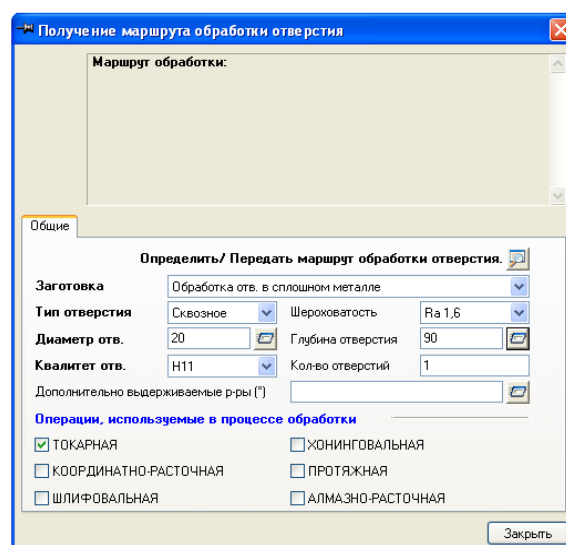 Получение маршрута обработки отверстия
Маршрут обработки:
Общие
Определить/ Передать маршрут обработки отверстия.
Заготовка Обработка отв. в сплошном металле
Тип отверстия Сквозное Шероховатость Ra 1,6
Диаметр отв. 20 Глубина отверстия 90
Квалитет отв. H11 Кол-во отверстий 1
Дополнительно выдерживаемые р-ры (*)
Операции, используемые в процессе обработки
ТОКАРНАЯ ХОНИНГОВАЛЬНАЯ
КООРДИНАТНО-РАСТОЧНАЯ ПРОТЯЖНАЯ
ШЛИФОВАЛЬНАЯ АЛМАЗНО-РАСТОЧНАЯ
Закрыть